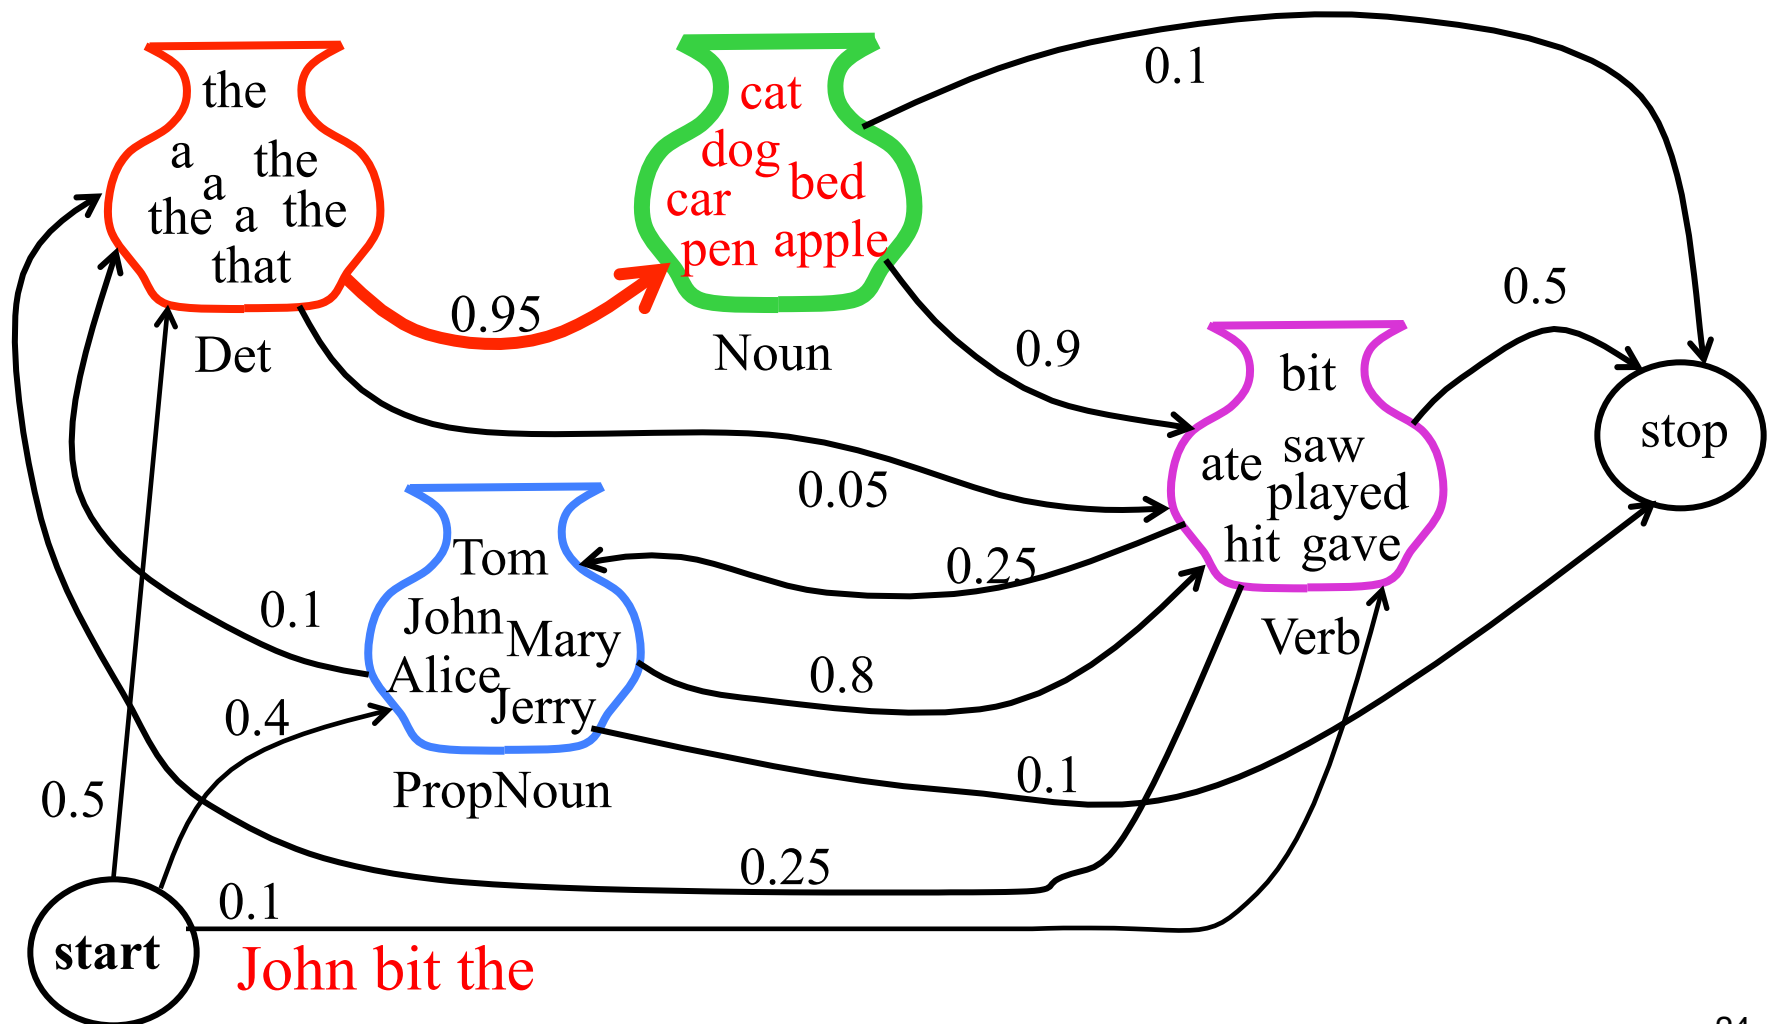 the
a
the
a
the a the
that
Det
0.95
cat
dog
bed
car
pen apple
Noun
0.1
0.9
0.5
bit
saw
ate
played
hit gave
Verb
stop
0.05
0.25
Tom
John
Mary
Alice
Jerry
PropNoun
0.1
0.8
0.4
0.1
0.5
0.25
0.1
start
John bit the